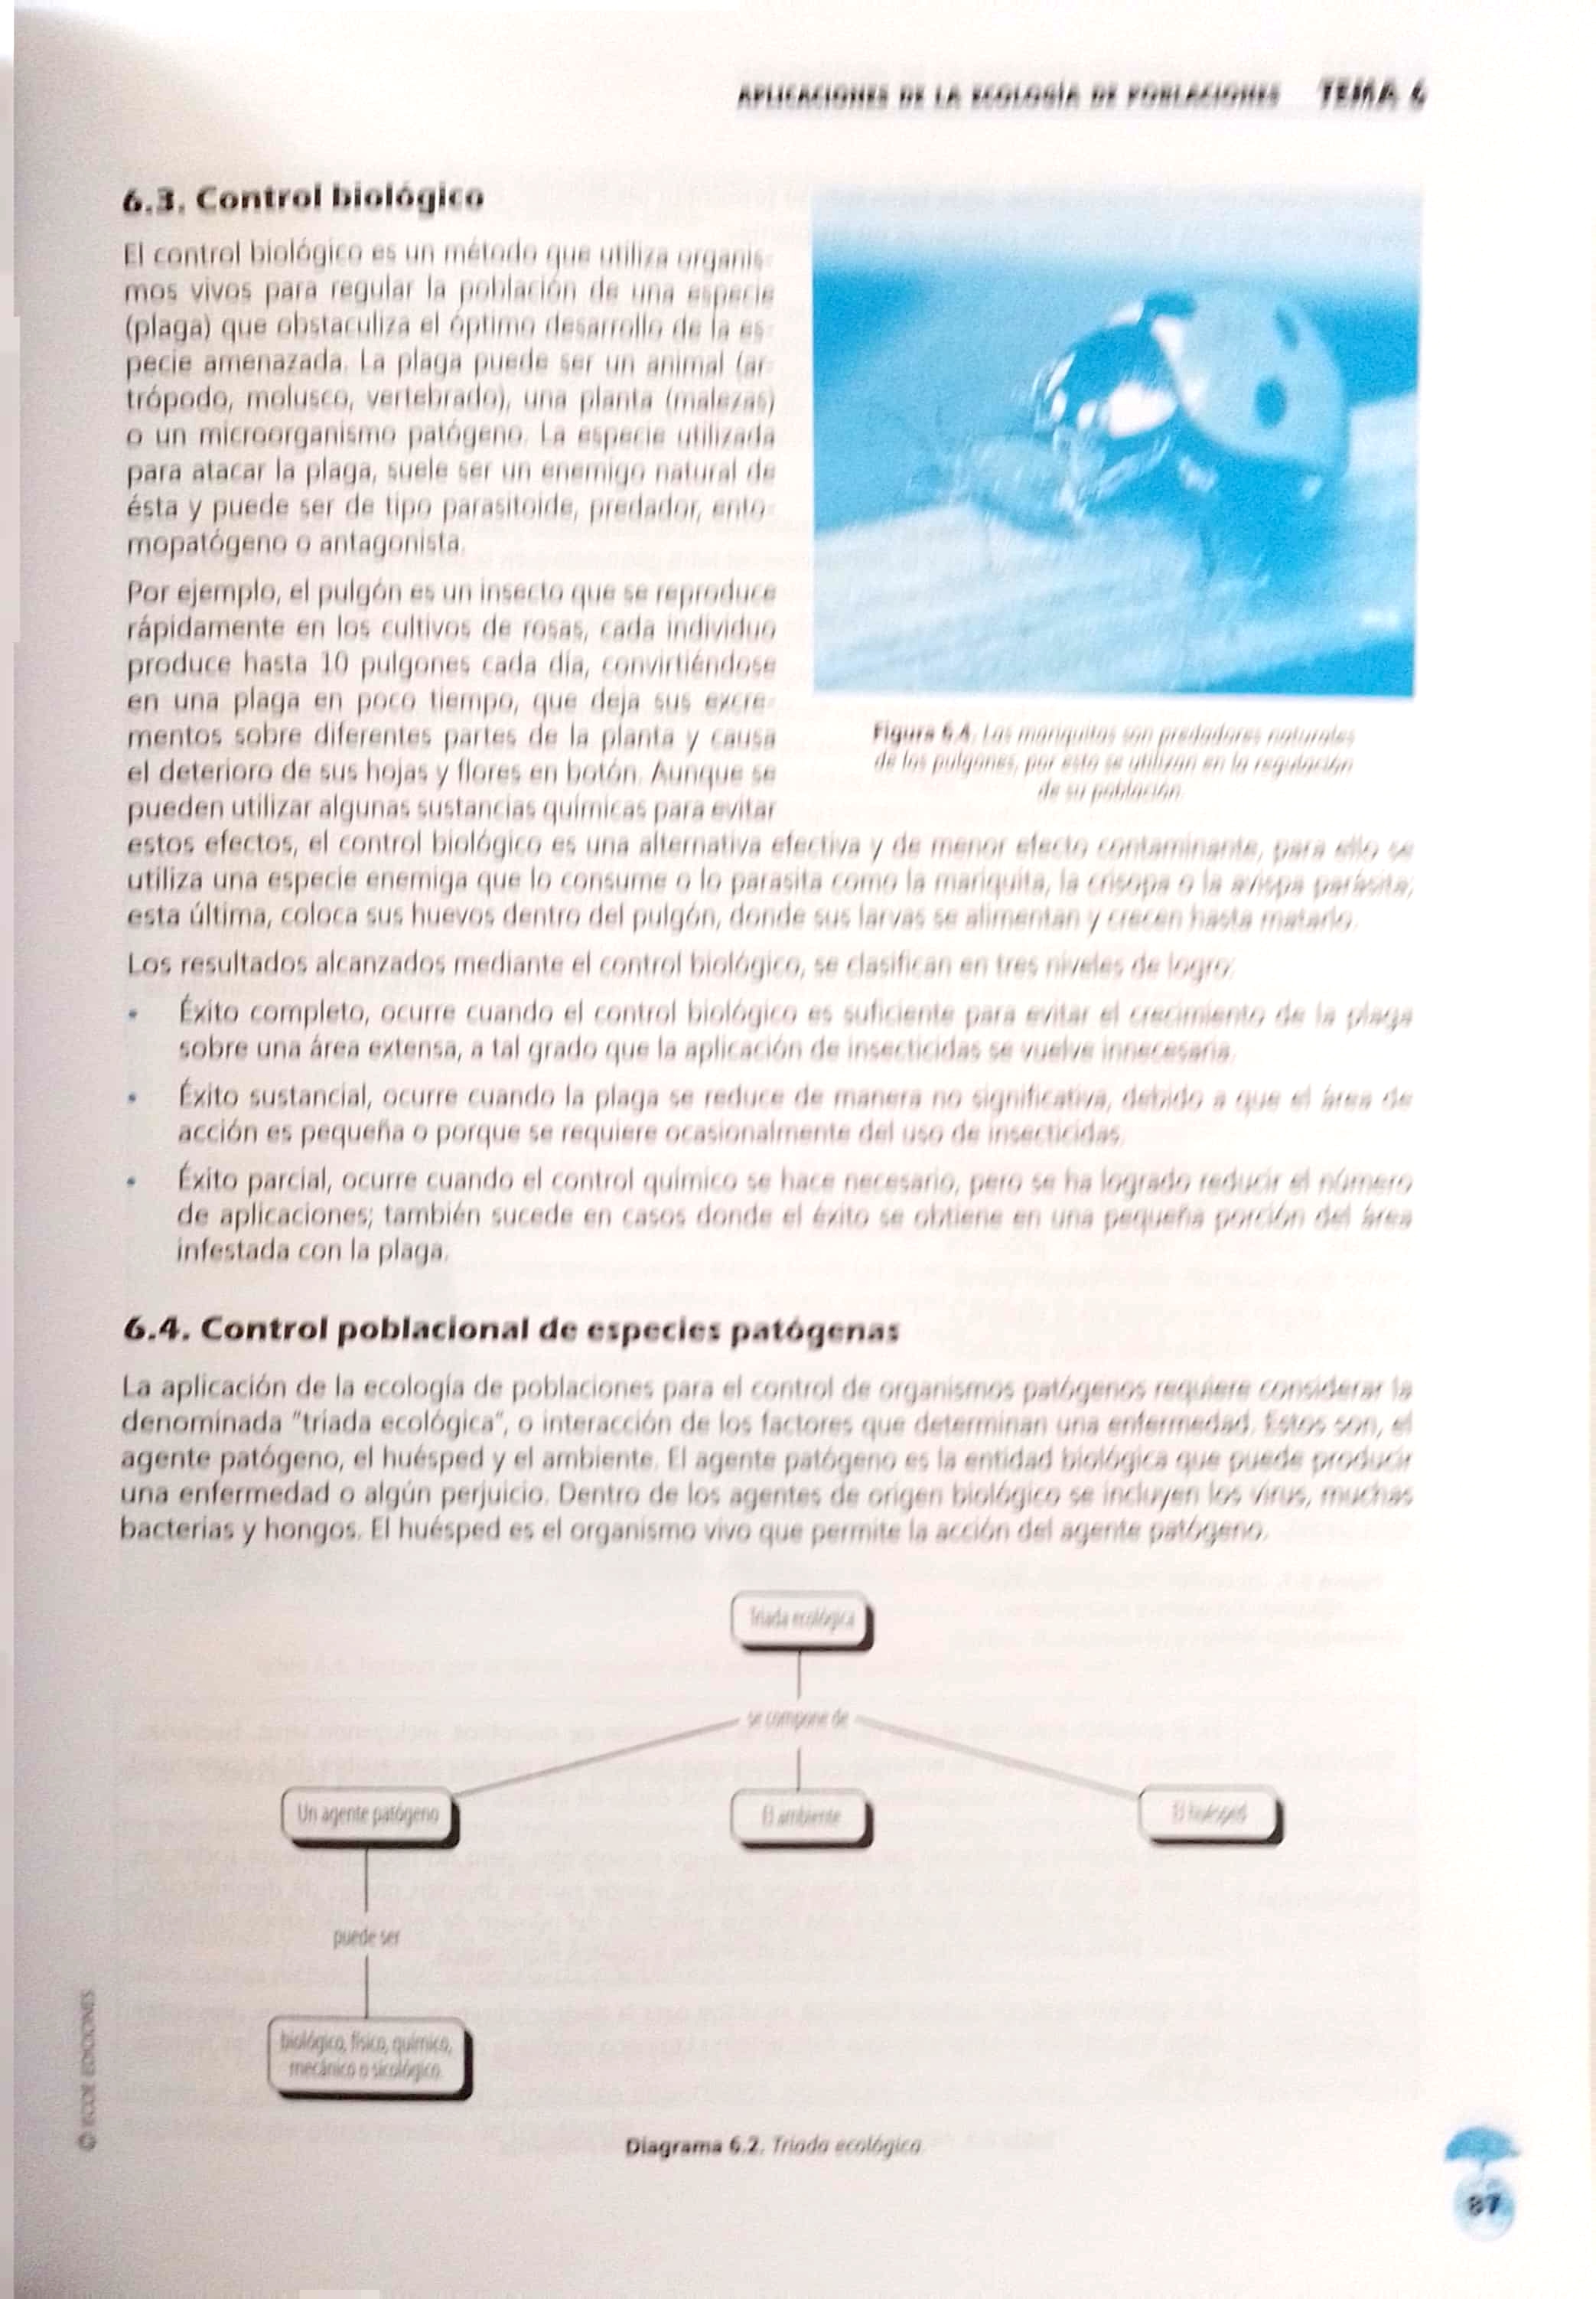 APLICACIONES DE LA ECOLOGÍA DE POBLACIONES TEMA 6
6.3. Control biológico
El control biológico es un método que utiliza organis-
mos vivos para regular la población de una especie
(plaga) que obstaculiza el óptimo desarrollo de la es-
pecie amenazada. La plaga puede ser un animal (ar-
trópodo, molusco, vertebrado), una planta (malezas)
o un microorganismo patógeno. La especie utilizada
para atacar la plaga, suele ser un enemigo natural de
ésta y puede ser de tipo parasitoide, predador, ento-
mopatógeno o antagonista.
Por ejemplo, el pulgón es un insecto que se reproduce
rápidamente en los cultivos de rosas, cada individuo
produce hasta 10 pulgones cada día, convirtiéndose
en una plaga en poco tiempo, que deja sus excre-
mentos sobre diferentes partes de la planta y causa
el deterioro de sus hojas y flores en botón. Aunque se
pueden utilizar algunas sustancias químicas para evitar
estos efectos, el control biológico es una alternativa efectiva y de menor efecto contaminante, para ello se
utiliza una especie enemiga que lo consume o lo parasita como la mariquita, la crisopa o la avispa parásita;
esta última, coloca sus huevos dentro del pulgón, donde sus larvas se alimentan y crecen hasta matarlo.
Figura 6.4. Las mariquitas son predadores naturales
de los pulgones, por esto se utilizan en la regulación
de su población.
Los resultados alcanzados mediante el control biológico, se clasifican en tres niveles de logro:
• Éxito completo, ocurre cuando el control biológico es suficiente para evitar el crecimiento de la plaga
sobre una área extensa, a tal grado que la aplicación de insecticidas se vuelve innecesaria.
• Éxito sustancial, ocurre cuando la plaga se reduce de manera no significativa, debido a que el área de
acción es pequeña o porque se requiere ocasionalmente del uso de insecticidas.
• Éxito parcial, ocurre cuando el control químico se hace necesario, pero se ha logrado reducir el número
de aplicaciones; también sucede en casos donde el éxito se obtiene en una pequeña porción del área
infestada con la plaga.
6.4. Control poblacional de especies patógenas
La aplicación de la ecología de poblaciones para el control de organismos patógenos requiere considerar la
denominada "tríada ecológica", o interacción de los factores que determinan una enfermedad. Estos son, el
agente patógeno, el huésped y el ambiente. El agente patógeno es la entidad biológica que puede producir
una enfermedad o algún perjuicio. Dentro de los agentes de origen biológico se incluyen los virus, muchas
bacterias y hongos. El huésped es el organismo vivo que permite la acción del agente patógeno.
Tríada ecológica
se compone de
Un agente patógeno
El ambiente
El huésped
puede ser
biológico, físico, químico,
mecánico o sicológico.
Diagrama 6.2. Triada ecológica.
© ECOE EDICIONES
87